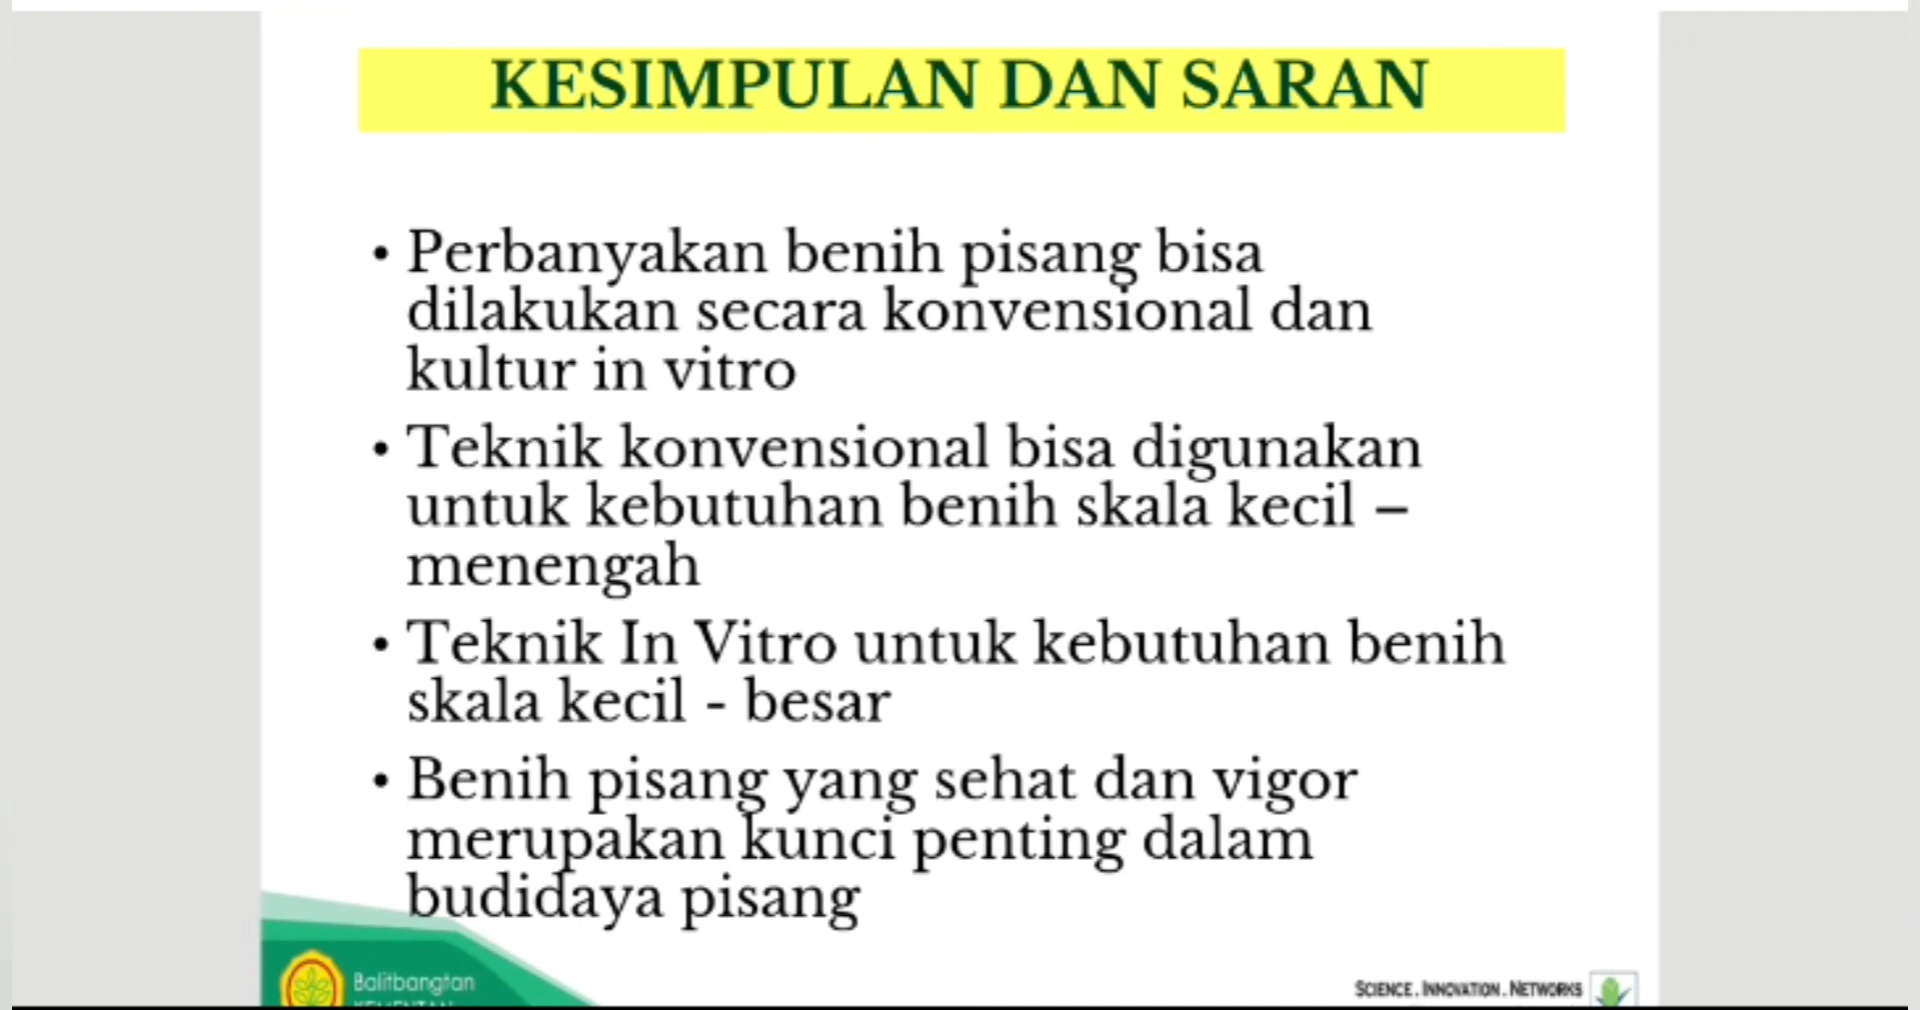 KESIMPULAN DAN SARAN
• Perbanyakan benih pisang bisa
dilakukan secara konvensional dan
kultur in vitro
• Teknik konvensional bisa digunakan
untuk kebutuhan benih skala kecil –
menengah
• Teknik In Vitro untuk kebutuhan benih
skala kecil - besar
• Benih pisang yang sehat dan vigor
merupakan kunci penting dalam
budidaya pisang
Balitbangtan
SCIENCE . INNOVATION . NETWORKS